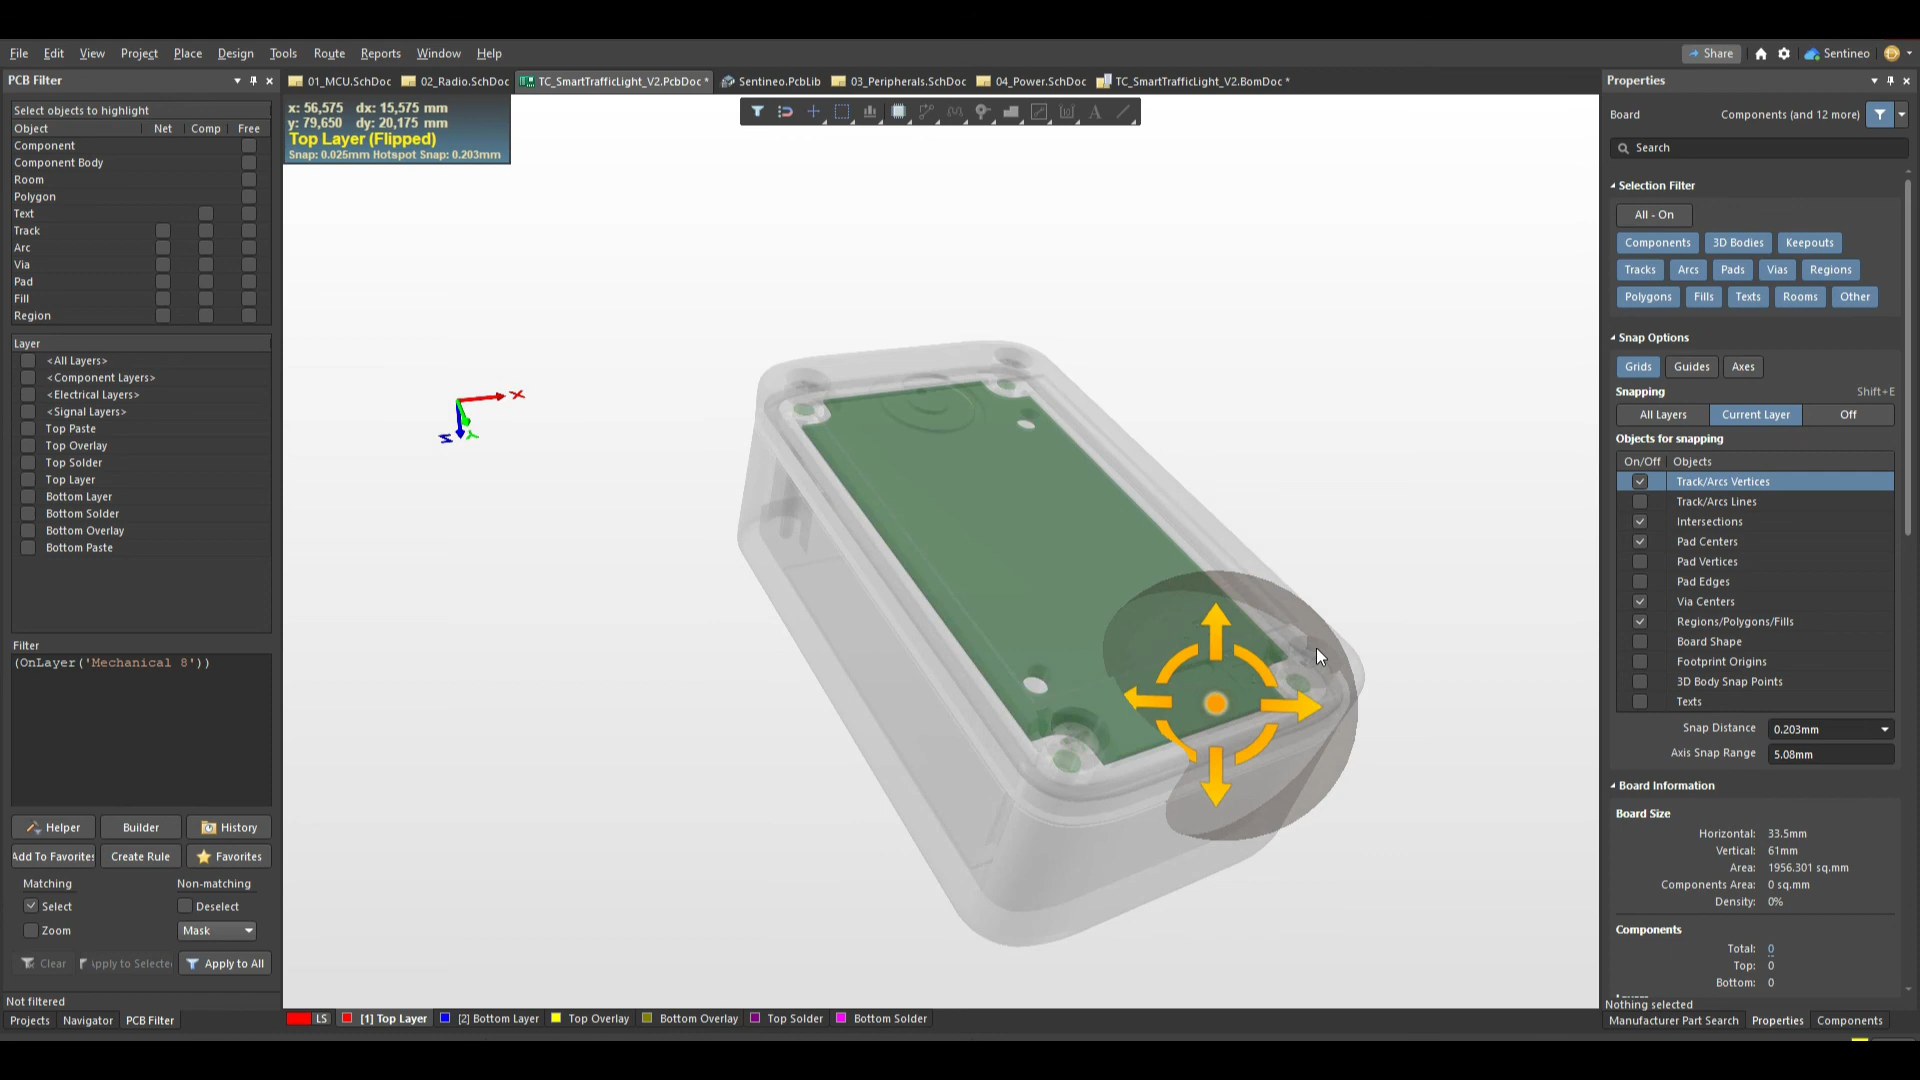 File Edit View Project Place Design Tools Route Reports Window Help
Share
Sentineo
PCB Filter
01_MCU.SchDoc
02_Radio.SchDoc
TC_SmartTrafficLight_V2.PcbDoc *
Sentineo.PcbLib
03_Peripherals.SchDoc
04_Power.SchDoc
TC_SmartTrafficLight_V2.BomDoc *
Properties
Select objects to highlight
Object Net Comp Free
Component
Component Body
Room
Polygon
Text
Track
Arc
Via
Pad
Fill
Region
Layer
<All Layers>
<Component Layers>
<Electrical Layers>
<Signal Layers>
Top Paste
Top Overlay
Top Solder
Top Layer
Bottom Layer
Bottom Solder
Bottom Overlay
Bottom Paste
Filter
(OnLayer('Mechanical 8'))
Helper Builder History
Add To Favorites Create Rule Favorites
Matching Non-matching
Select Deselect
Zoom Mask
Clear Apply to All
Not filtered
Projects Navigator PCB Filter
x: 56,575 dx: 15,575 mm
y: 79,650 dy: 20,175 mm
Top Layer (Flipped)
Snap: 0.025mm Hotspot Snap: 0.203mm
X
Y
Z
LS
[1] Top Layer
[2] Bottom Layer
Top Overlay
Bottom Overlay
Top Solder
Bottom Solder
Board Components (and 12 more)
Search
Selection Filter
All - On
Components 3D Bodies Keepouts
Tracks Arcs Pads Vias Regions
Polygons Fills Texts Rooms Other
Snap Options
Grids Guides Axes
Snapping Shift+E
All Layers Current Layer Off
Objects for snapping
On/Off Objects
Track/Arcs Vertices
Track/Arcs Lines
Intersections
Pad Centers
Pad Vertices
Pad Edges
Via Centers
Regions/Polygons/Fills
Board Shape
Footprint Origins
3D Body Snap Points
Texts
Snap Distance 0.203mm
Axis Snap Range 5.08mm
Board Information
Board Size
Horizontal: 33.5mm
Vertical: 61mm
Area: 1956.301 sq.mm
Components Area: 0 sq.mm
Density: 0%
Components
Total: 0
Top: 0
Bottom: 0
Nothing selected
Manufacturer Part Search Properties Components